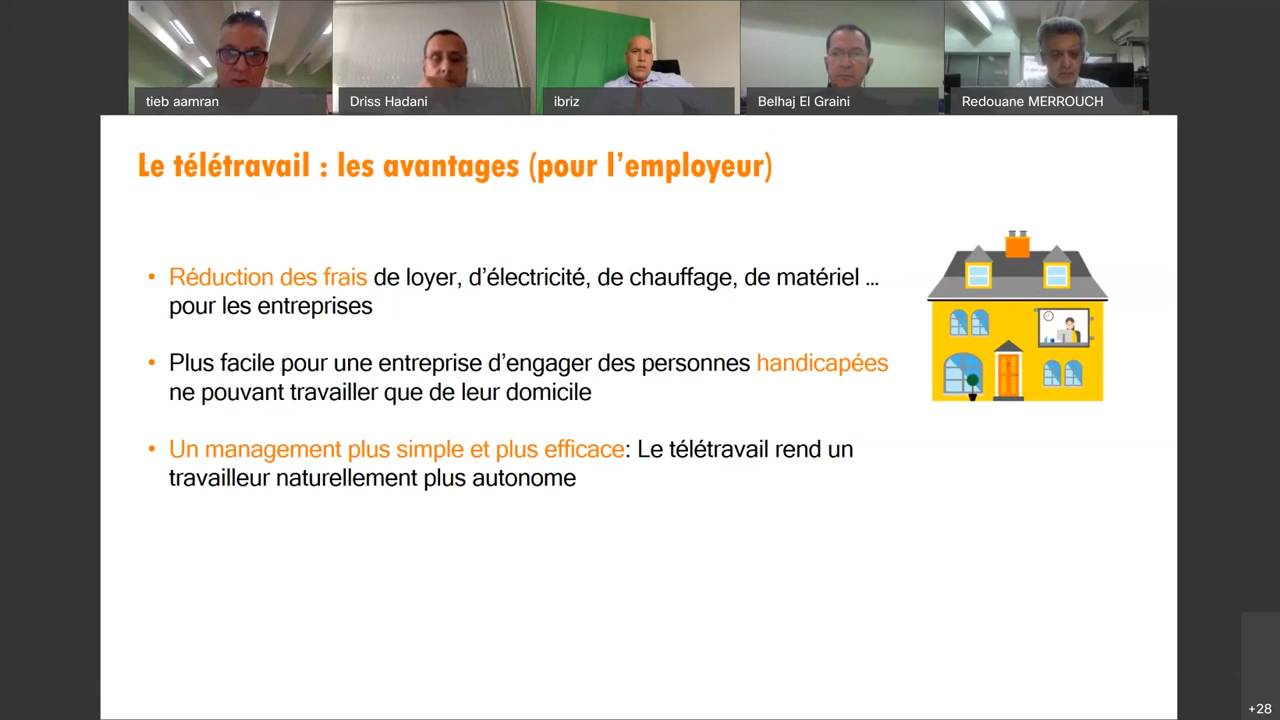 tieb aamran
Driss Hadani
ibriz
Belhaj El Graini
Redouane MERROUCH
Le télétravail : les avantages (pour l’employeur)
• Réduction des frais de loyer, d’électricité, de chauffage, de matériel ...
pour les entreprises
• Plus facile pour une entreprise d’engager des personnes handicapées
ne pouvant travailler que de leur domicile
• Un management plus simple et plus efficace: Le télétravail rend un
travailleur naturellement plus autonome
+28